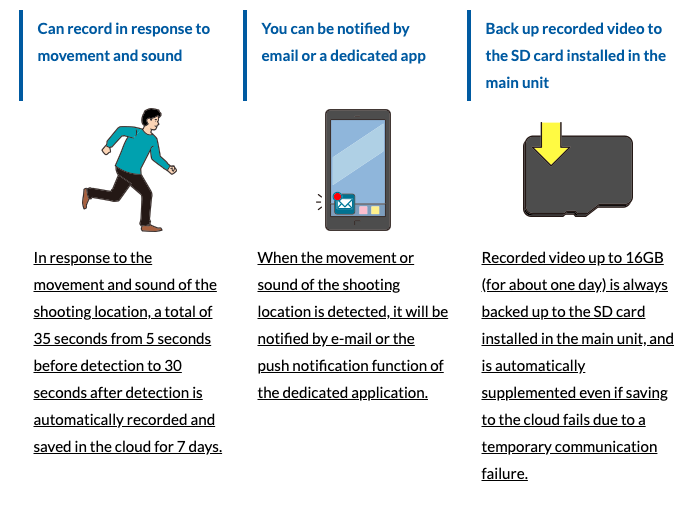 Can record in response to
movement and sound
You can be notified by
email or a dedicated app
Back up recorded video to
the SD card installed in the
main unit
In response to the
movement and sound of the
shooting location, a total of
35 seconds from 5 seconds
before detection to 30
seconds after detection is
automatically recorded and
saved in the cloud for 7 days.
When the movement or
sound of the shooting
location is detected, it will be
notified by e-mail or the
push notification function of
the dedicated application.
Recorded video up to 16GB
(for about one day) is always
backed up to the SD card
installed in the main unit, and
is automatically
supplemented even if saving
to the cloud fails due to a
temporary communication
failure.